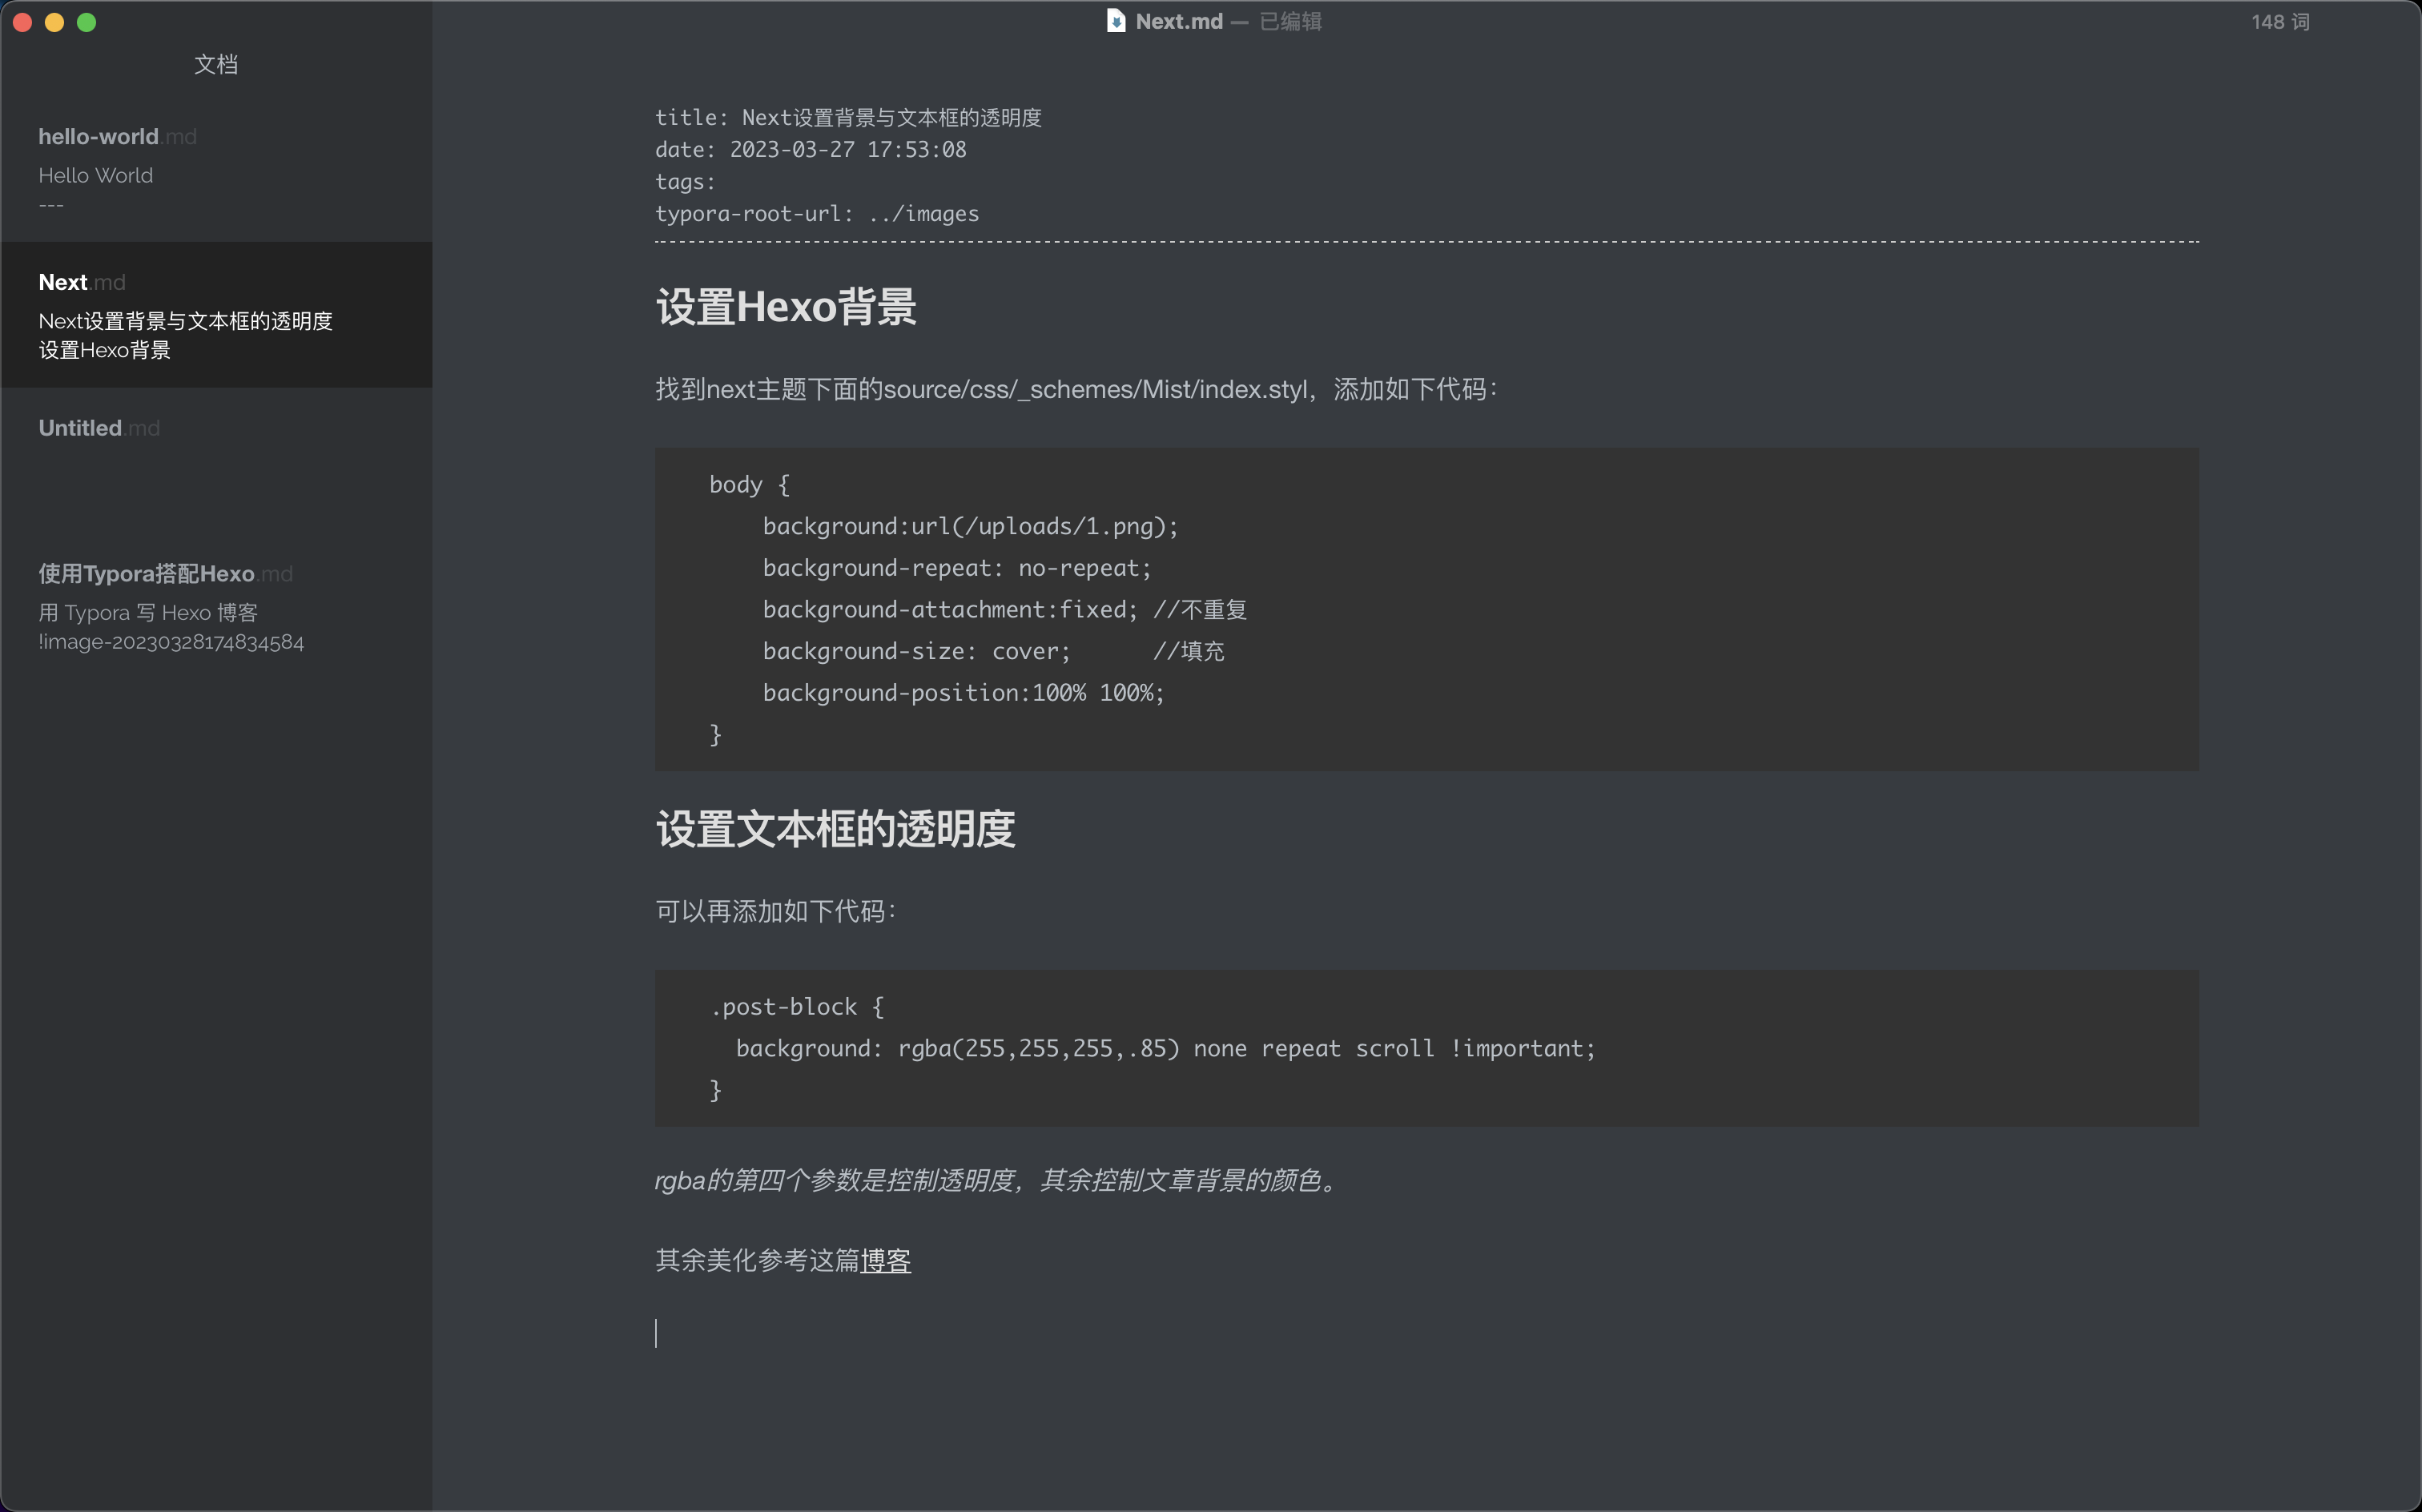 Next.md — 已编辑
148 词
文档
hello-world.md
Hello World
---
Next.md
Next设置背景与文本框的透明度
设置Hexo背景
Untitled.md
使用Typora搭配Hexo.md
用 Typora 写 Hexo 博客
!image-20230328174834584
title: Next设置背景与文本框的透明度
date: 2023-03-27 17:53:08
tags:
typora-root-url: ../images
设置Hexo背景
找到next主题下面的source/css/_schemes/Mist/index.styl，添加如下代码：
body {
    background:url(/uploads/1.png);
    background-repeat: no-repeat;
    background-attachment:fixed; //不重复
    background-size: cover;      //填充
    background-position:100% 100%;
}
设置文本框的透明度
可以再添加如下代码：
.post-block {
  background: rgba(255,255,255,.85) none repeat scroll !important;
}
rgba的第四个参数是控制透明度，其余控制文章背景的颜色。
其余美化参考这篇博客